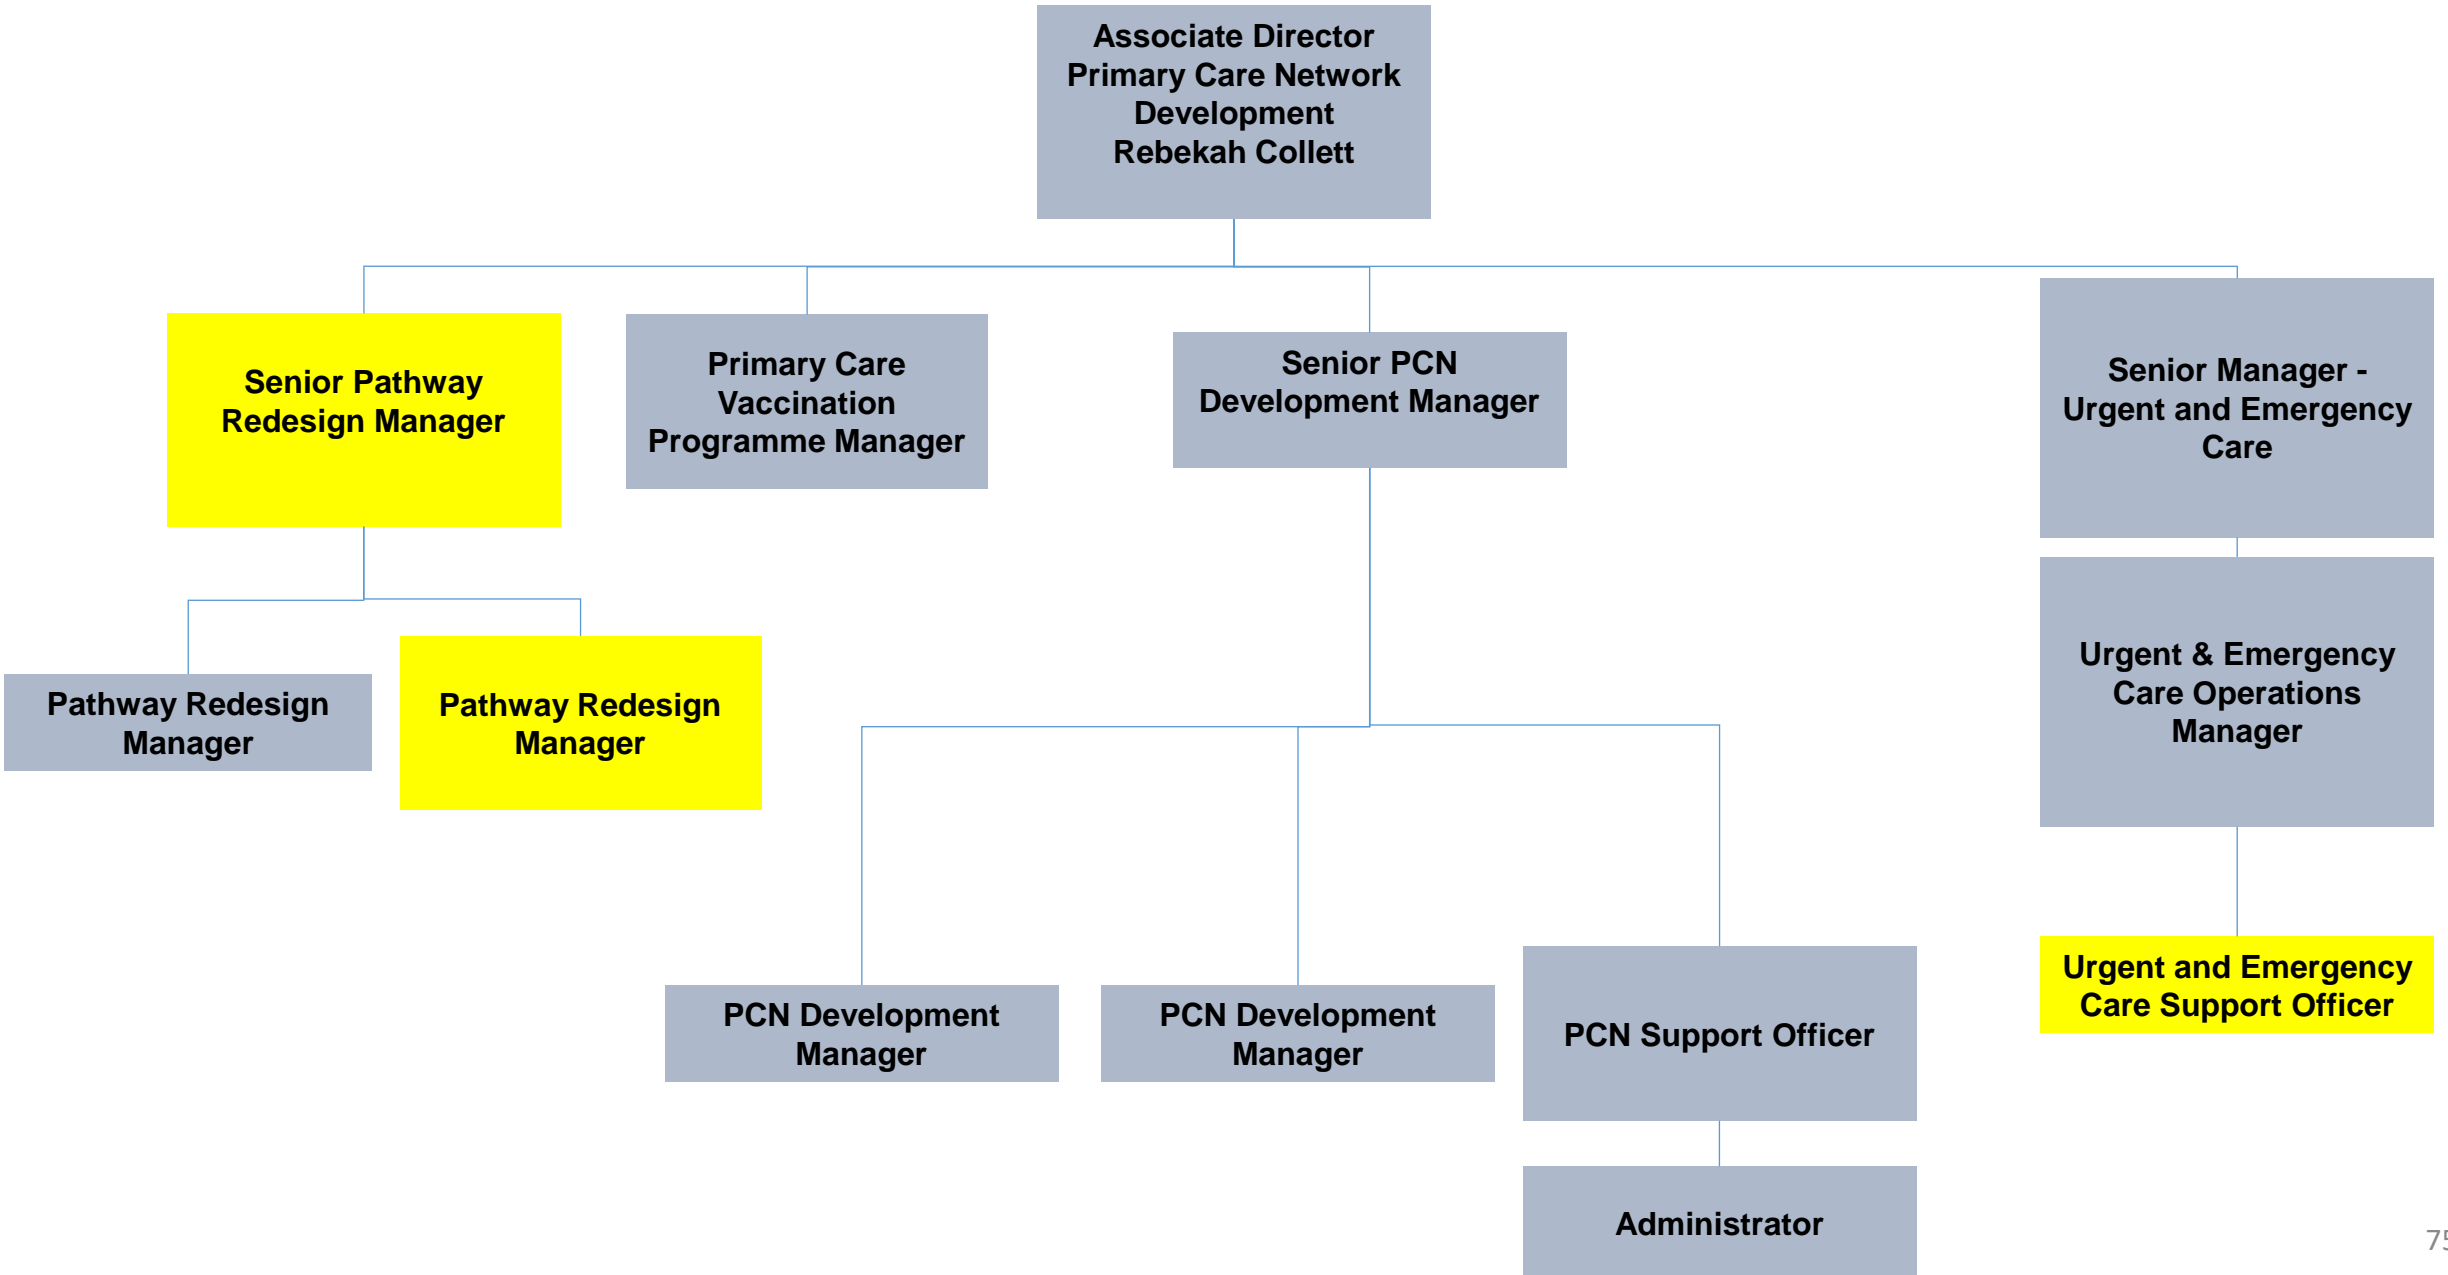 Associate Director
Primary Care Network
Development
Rebekah Collett
Senior Pathway
Redesign Manager
Primary Care
Vaccination
Programme Manager
Senior PCN
Development Manager
Senior Manager -
Urgent and Emergency
Care
Pathway Redesign
Manager
Pathway Redesign
Manager
Urgent & Emergency
Care Operations
Manager
PCN Development
Manager
PCN Development
Manager
PCN Support Officer
Urgent and Emergency
Care Support Officer
Administrator
75